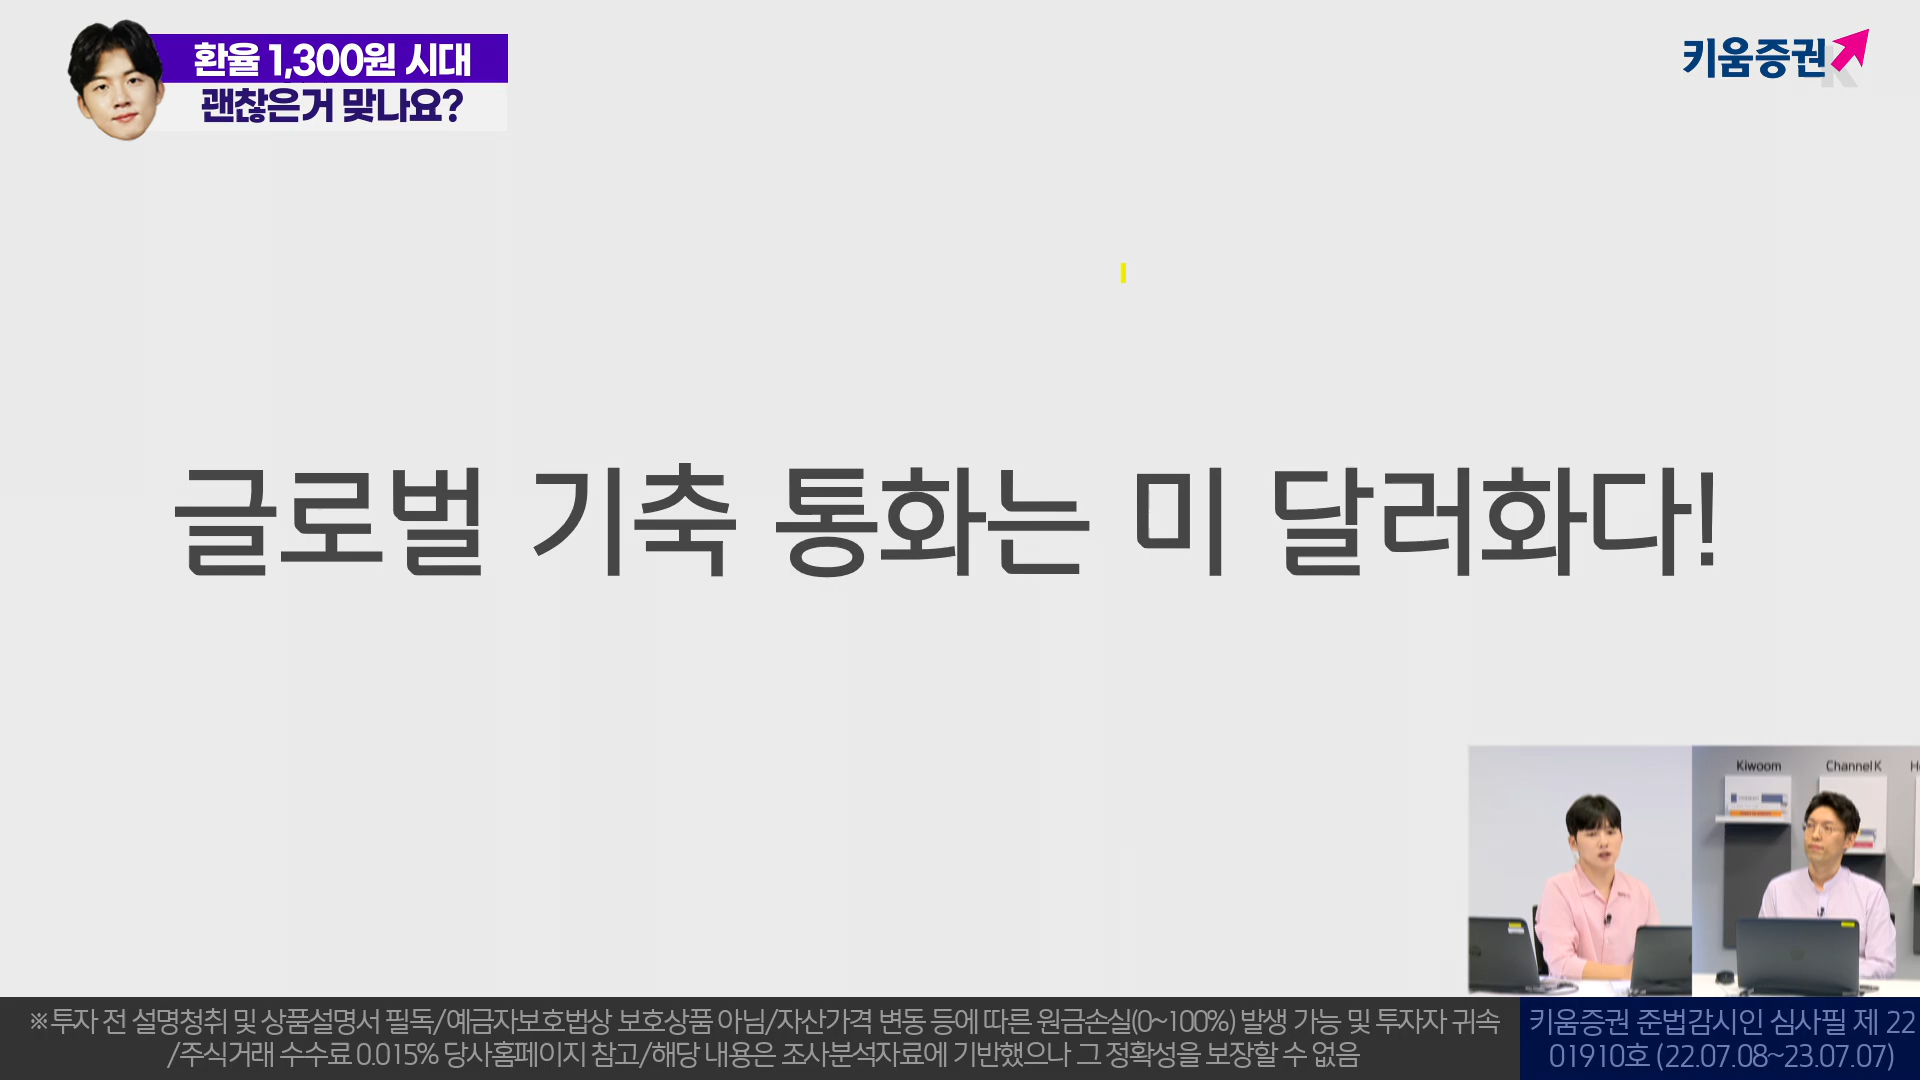 환율 1,300원 시대
괜찮은거 맞나요?
키움증권
글로벌 기축 통화는 미 달러화다!
Kiwoom
Channel K
※투자 전 설명청취 및 상품설명서 필독/예금자보호법상 보호상품 아님/자산가격 변동 등에 따른 원금손실(0~100%) 발생 가능 및 투자자 귀속
/주식거래 수수료 0.015% 당사홈페이지 참고/해당 내용은 조사분석자료에 기반했으나 그 정확성을 보장할 수 없음
키움증권 준법감시인 심사필 제 22
01910호 (22.07.08~23.07.07)